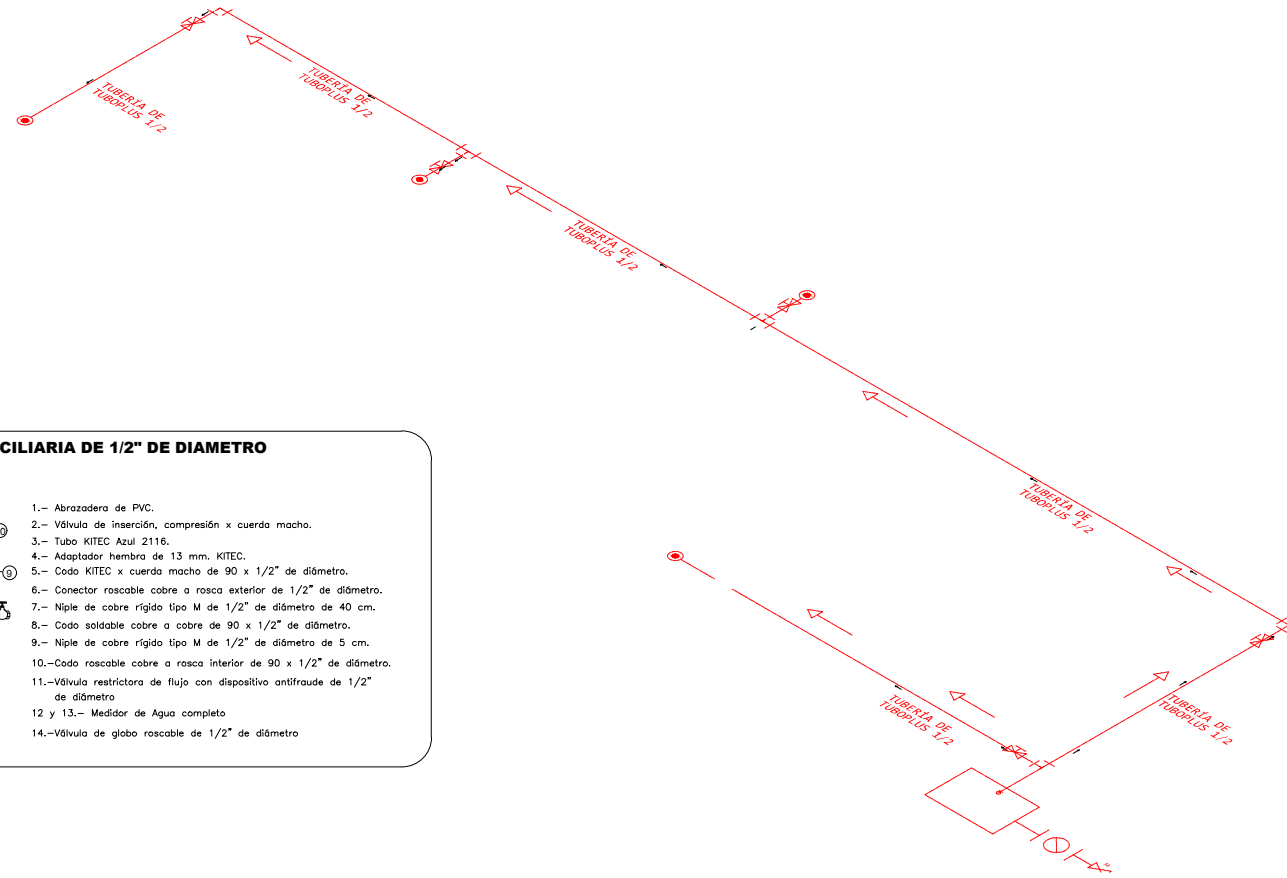 TUBERÍA DE
TUBOPLUS 1/2
TUBERÍA DE
TUBOPLUS 1/2
TUBERÍA DE
TUBOPLUS 1/2
TUBERÍA DE
TUBOPLUS 1/2
TUBERÍA DE
TUBOPLUS 1/2
TUBERÍA DE
TUBOPLUS 1/2
CILIARIA DE 1/2" DE DIAMETRO
1.- Abrazadera de PVC.
2.- Válvula de inserción, compresión x cuerda macho.
3.- Tubo KITEC Azul 2116.
4.- Adaptador hembra de 13 mm. KITEC.
9
5.- Codo KITEC x cuerda macho de 90 x 1/2" de diámetro.
6.- Conector roscable cobre a rosca exterior de 1/2" de diámetro.
7.- Niple de cobre rígido tipo M de 1/2" de diámetro de 40 cm.
8.- Codo soldable cobre a cobre de 90 x 1/2" de diámetro.
9.- Niple de cobre rígido tipo M de 1/2" de diámetro de 5 cm.
10.-Codo roscable cobre a rosca interior de 90 x 1/2" de diámetro.
11.-Válvula restrictora de flujo con dispositivo antifraude de 1/2"
de diámetro
12 y 13.- Medidor de Agua completo
14.-Válvula de globo roscable de 1/2" de diámetro